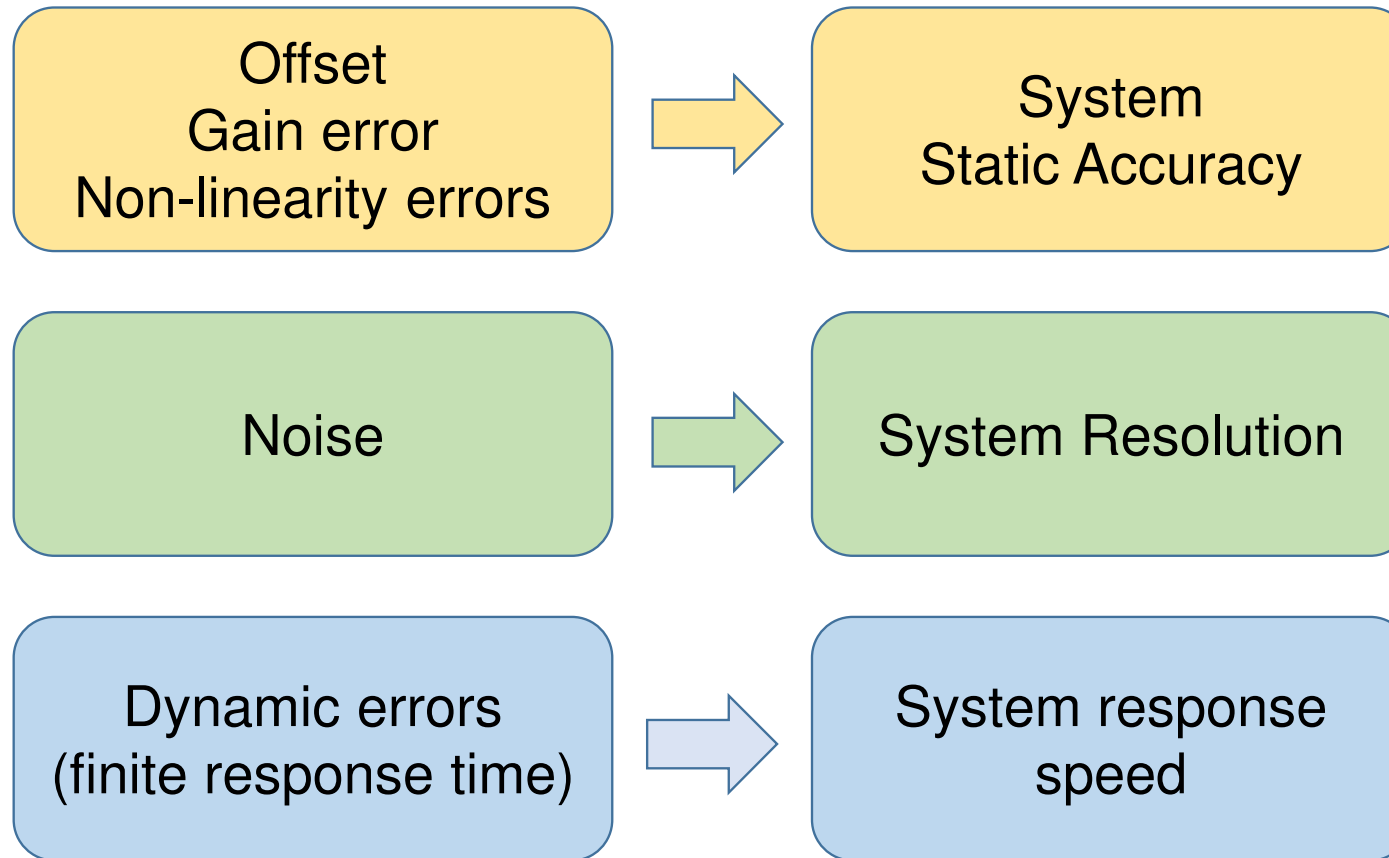 Offset
Gain error
Non-linearity errors
System
Static Accuracy
Noise
System Resolution
Dynamic errors
(finite response time)
System response
speed